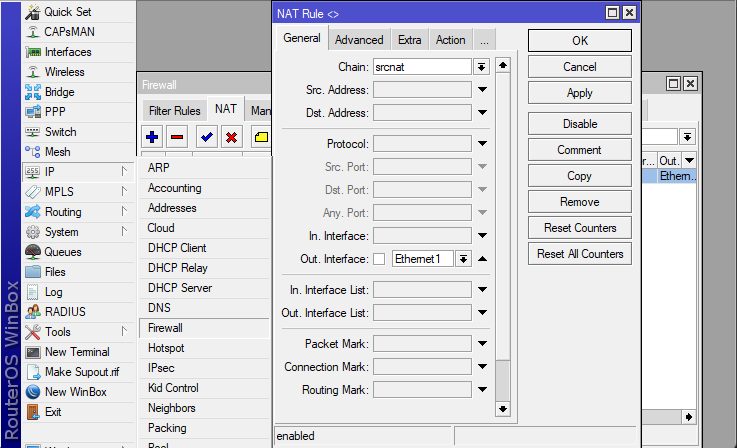 RouterOS WinBox
Quick Set
CAPsMAN
Interfaces
Wireless
Bridge
PPP
Switch
Mesh
IP
MPLS
Routing
System
Queues
Files
Log
RADIUS
Tools
New Terminal
Make Supout.rif
New WinBox
Exit
Firewall
Filter Rules NAT Man
ARP
Accounting
Addresses
Cloud
DHCP Client
DHCP Relay
DHCP Server
DNS
Firewall
Hotspot
IPsec
Kid Control
Neighbors
Packing
NAT Rule <>
General Advanced Extra Action ...
Chain: srcnat
Src. Address:
Dst. Address:
Protocol:
Src. Port:
Dst. Port:
Any. Port:
In. Interface:
Out. Interface: Ethernet1
In. Interface List:
Out. Interface List:
Packet Mark:
Connection Mark:
Routing Mark:
enabled
OK
Cancel
Apply
Disable
Comment
Copy
Remove
Reset Counters
Reset All Counters
r... Out.
Ethern...